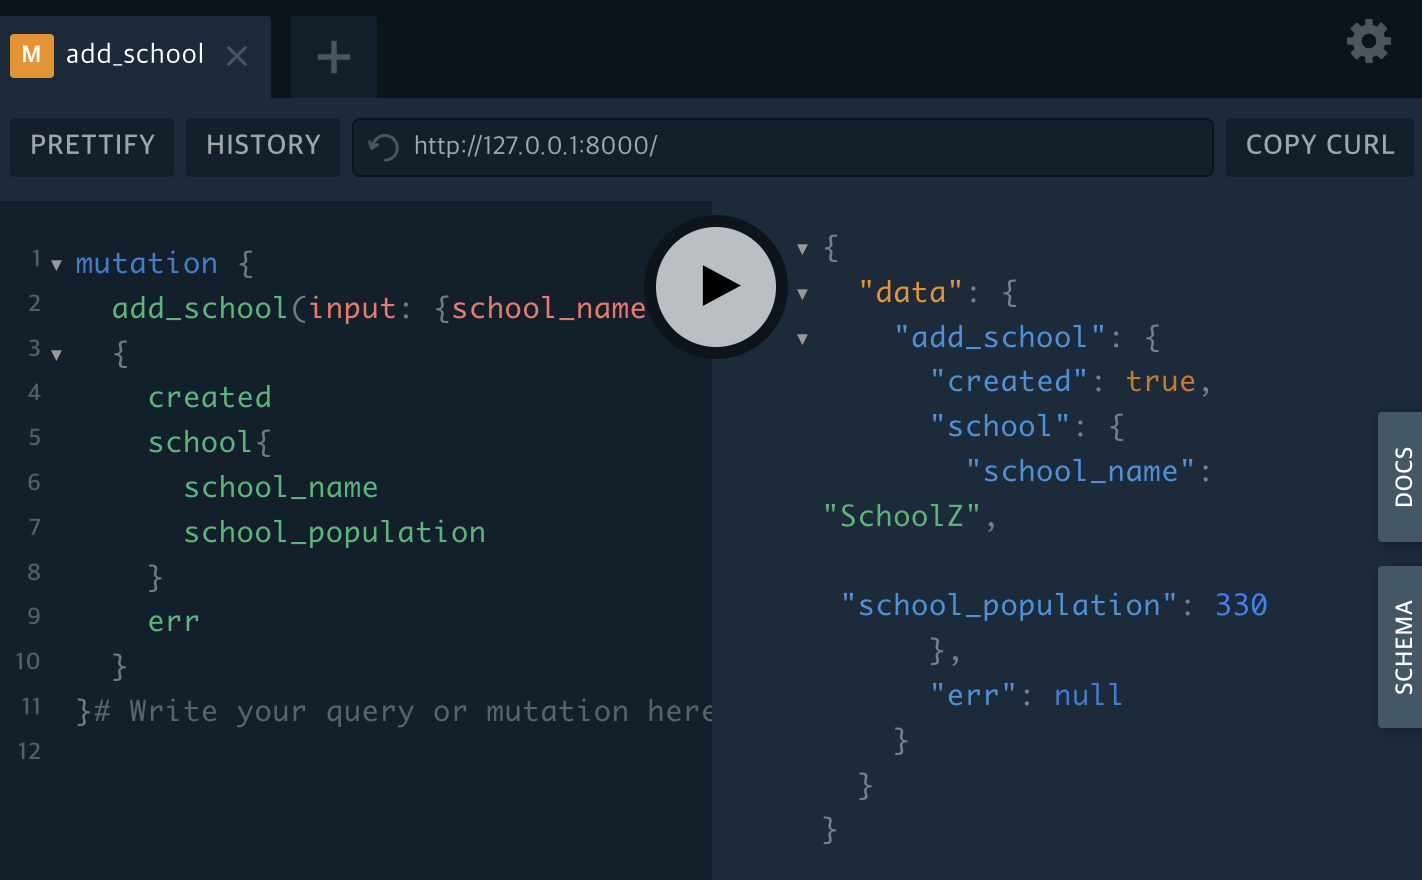 M add_school
PRETTIFY HISTORY http://127.0.0.1:8000/ COPY CURL
1 mutation {
2 add_school(input: {school_name
3 {
4 created
5 school{
6 school_name
7 school_population
8 }
9 err
10 }
11 }# Write your query or mutation here
12
{
"data": {
"add_school": {
"created": true,
"school": {
"school_name":
"SchoolZ",
"school_population": 330
},
"err": null
}
}
}
DOCS
SCHEMA